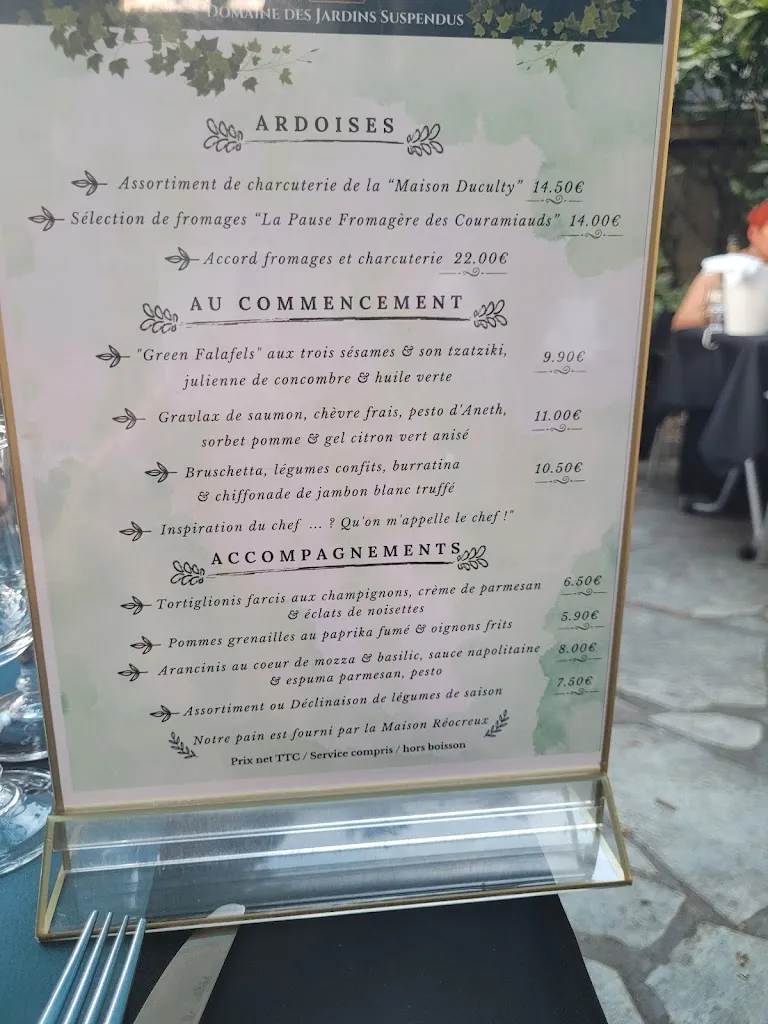 DOMAINE DES JARDINS SUSPENDUS
ARDOISES
Assortiment de charcuterie de la “Maison Duculty” 14.50€
Sélection de fromages “La Pause Fromagère des Couramiauds” 14.00€
Accord fromages et charcuterie 22.00€
AU COMMENCEMENT
"Green Falafels" aux trois sésames & son tzatziki, 9.90€
julienne de concombre & huile verte
Gravlax de saumon, chèvre frais, pesto d'Aneth, 11.00€
sorbet pomme & gel citron vert anisé
Bruschetta, légumes confits, burratina 10.50€
& chiffonade de jambon blanc truffé
Inspiration du chef ... ? Qu'on m'appelle le chef !"
ACCOMPAGNEMENTS
Tortiglionis farcis aux champignons, crème de parmesan 6.50€
& éclats de noisettes
Pommes grenailles au paprika fumé & oignons frits 5.90€
Arancinis au coeur de mozza & basilic, sauce napolitaine 8.00€
& espuma parmesan, pesto
Assortiment ou Déclinaison de légumes de saison 7.50€
Notre pain est fourni par la Maison Réocreux
Prix net TTC / Service compris / hors boisson